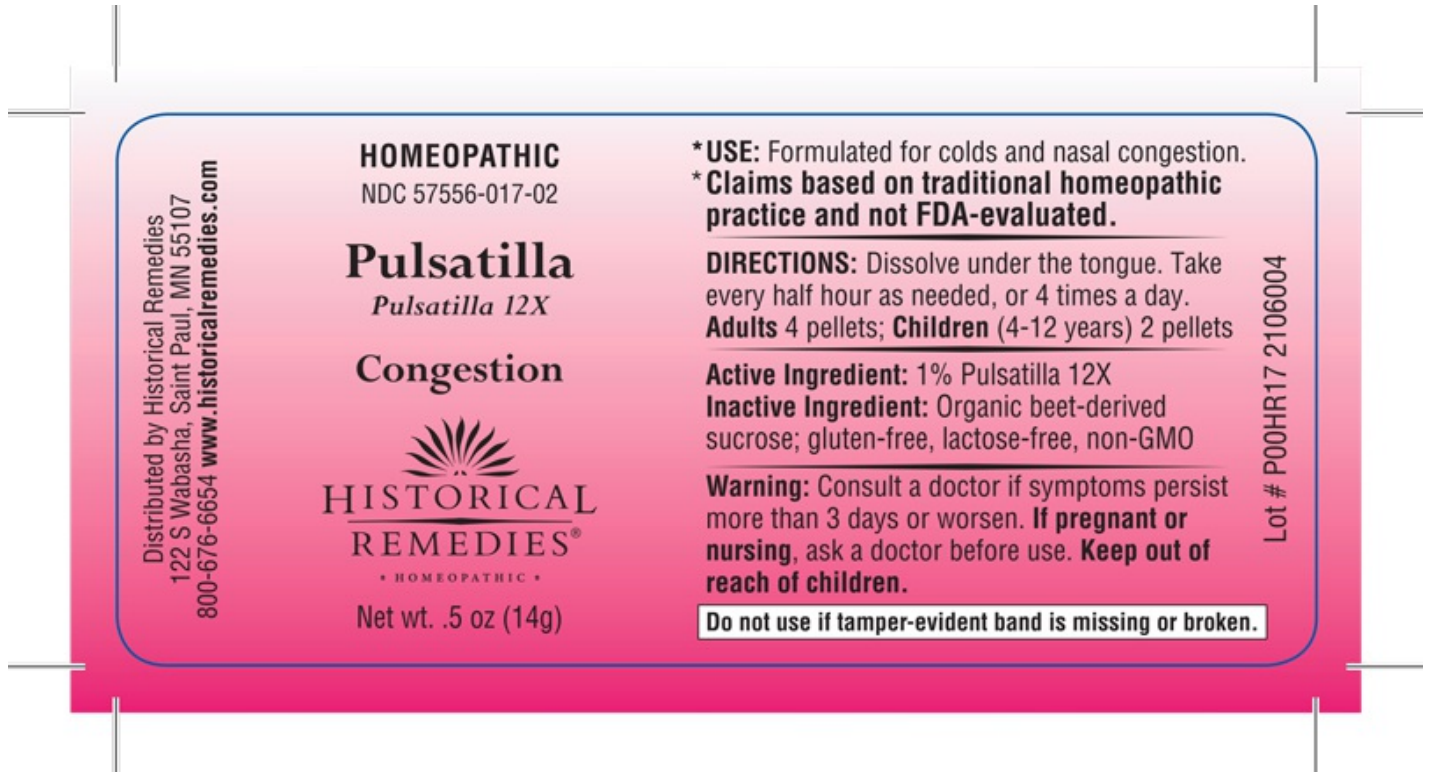 Distributed by Historical Remedies
122 S Wabasha, Saint Paul, MN 55107
800-676-6654 www.historicalremedies.com
HOMEOPATHIC
NDC 57556-017-02
Pulsatilla
Pulsatilla 12X
Congestion
HISTORICAL
REMEDIES®
* HOMEOPATHIC *
Net wt. .5 oz (14g)
*USE: Formulated for colds and nasal congestion.
*Claims based on traditional homeopathic
practice and not FDA-evaluated.
DIRECTIONS: Dissolve under the tongue. Take
every half hour as needed, or 4 times a day.
Adults 4 pellets; Children (4-12 years) 2 pellets
Active Ingredient: 1% Pulsatilla 12X
Inactive Ingredient: Organic beet-derived
sucrose; gluten-free, lactose-free, non-GMO
Warning: Consult a doctor if symptoms persist
more than 3 days or worsen. If pregnant or
nursing, ask a doctor before use. Keep out of
reach of children.
Do not use if tamper-evident band is missing or broken.
Lot # P00HR17 2106004